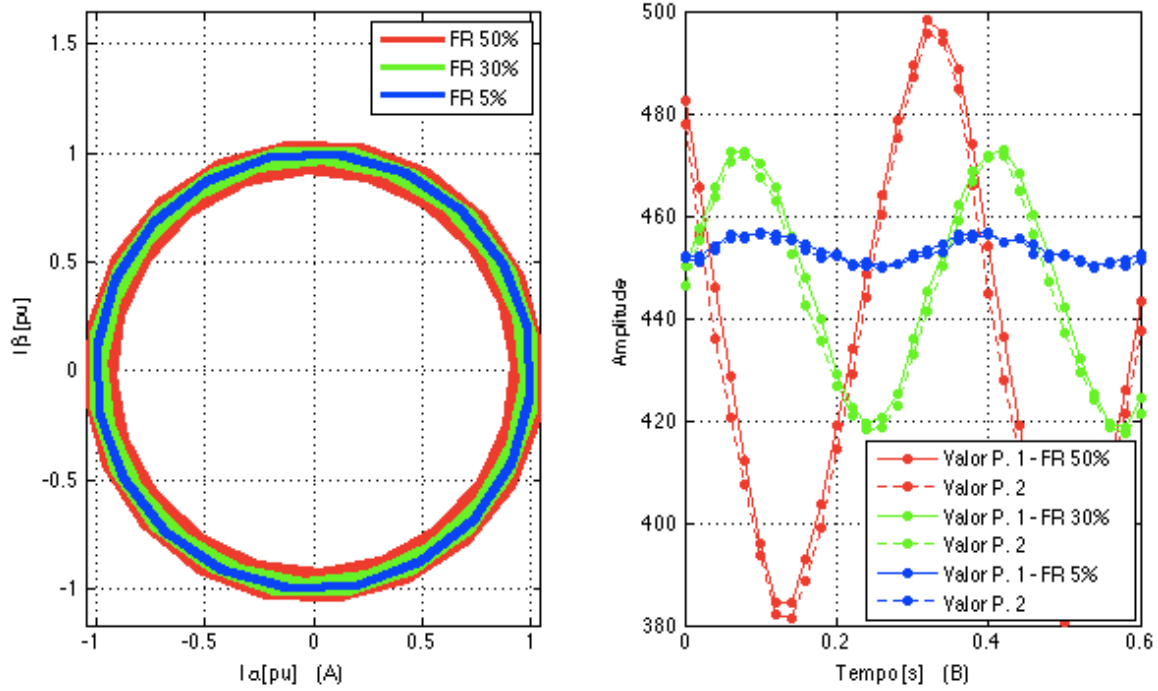 1.5
1
0.5
0
-0.5
-1
-1
-0.5
0
0.5
1
Iβ[pu]
Iα[pu] (A)
FR 50%
FR 30%
FR 5%
500
480
460
440
420
400
380
0
0.2
0.4
0.6
Amplitude
Tempo[s] (B)
Valor P. 1 - FR 50%
Valor P. 2
Valor P. 1 - FR 30%
Valor P. 2
Valor P. 1 - FR 5%
Valor P. 2